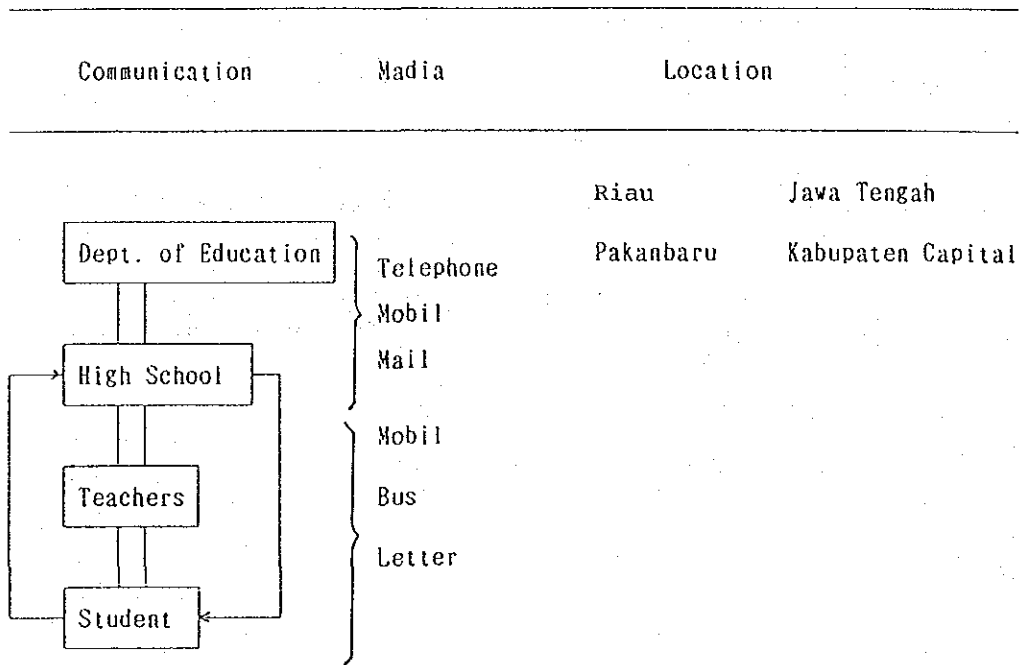 Communication Madia Location
Riau Jawa Tengah
Dept. of Education Telephone Pakanbaru Kabupaten Capital
Mobil
High School Mail
Mobil
Teachers Bus
Letter
Student